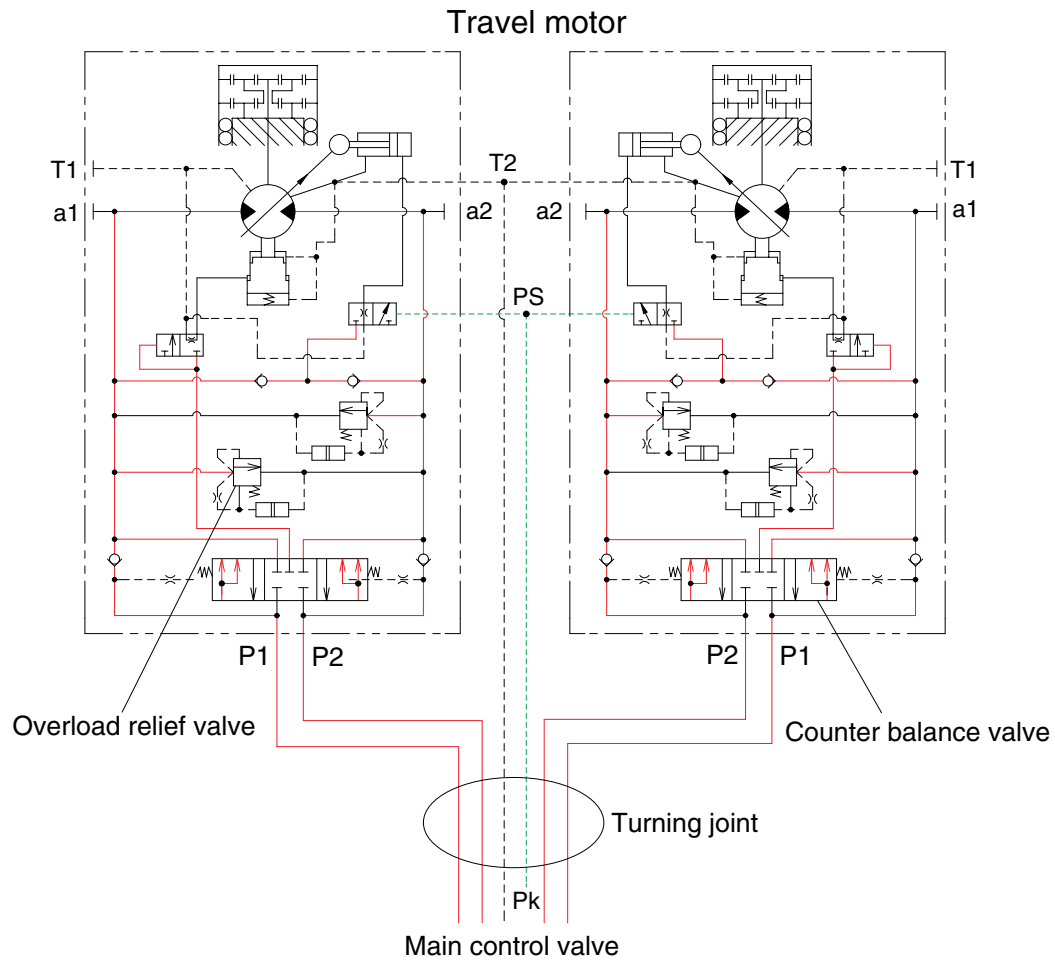 Travel motor
T1
T2
T1
a1
a2
a2
a1
PS
P1
P2
P2
P1
Overload relief valve
Counter balance valve
Turning joint
Pk
Main control valve